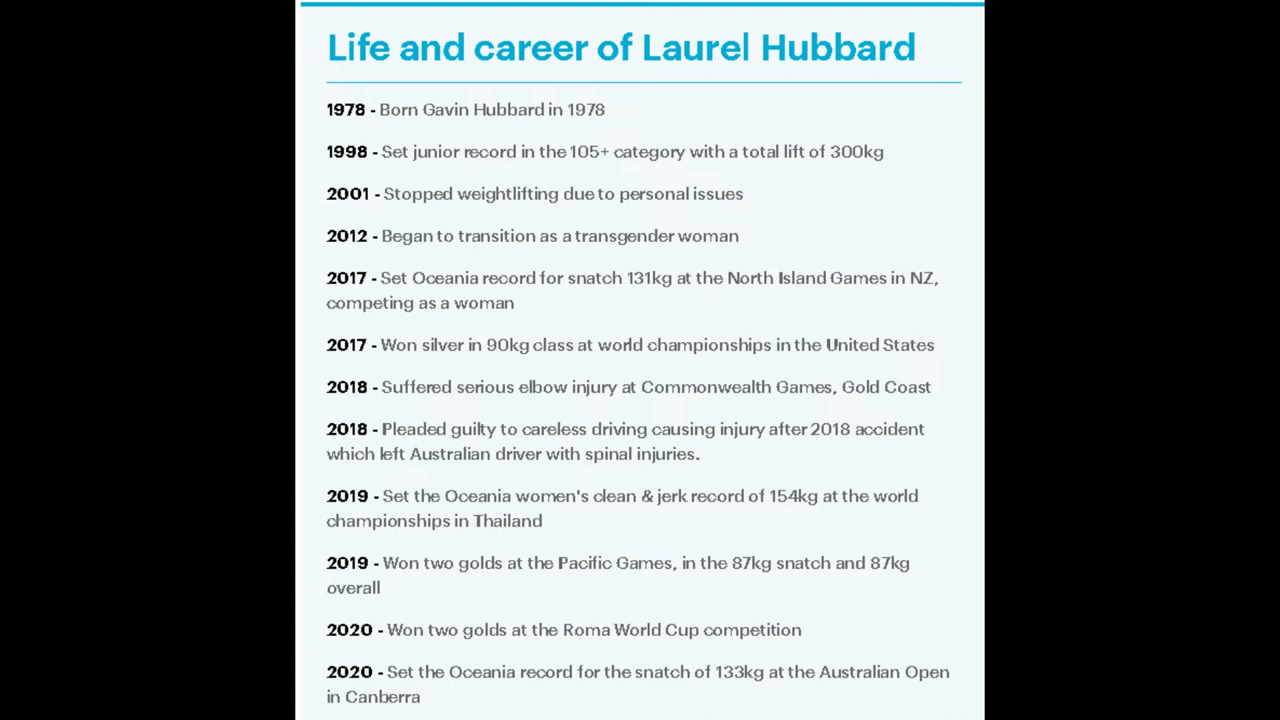 Life and career of Laurel Hubbard
1978 - Born Gavin Hubbard in 1978
1998 - Set junior record in the 105+ category with a total lift of 300kg
2001 - Stopped weightlifting due to personal issues
2012 - Began to transition as a transgender woman
2017 - Set Oceania record for snatch 131kg at the North Island Games in NZ,
competing as a woman
2017 - Won silver in 90kg class at world championships in the United States
2018 - Suffered serious elbow injury at Commonwealth Games, Gold Coast
2018 - Pleaded guilty to careless driving causing injury after 2018 accident
which left Australian driver with spinal injuries.
2019 - Set the Oceania women's clean & jerk record of 154kg at the world
championships in Thailand
2019 - Won two golds at the Pacific Games, in the 87kg snatch and 87kg
overall
2020 - Won two golds at the Roma World Cup competition
2020 - Set the Oceania record for the snatch of 133kg at the Australian Open
in Canberra